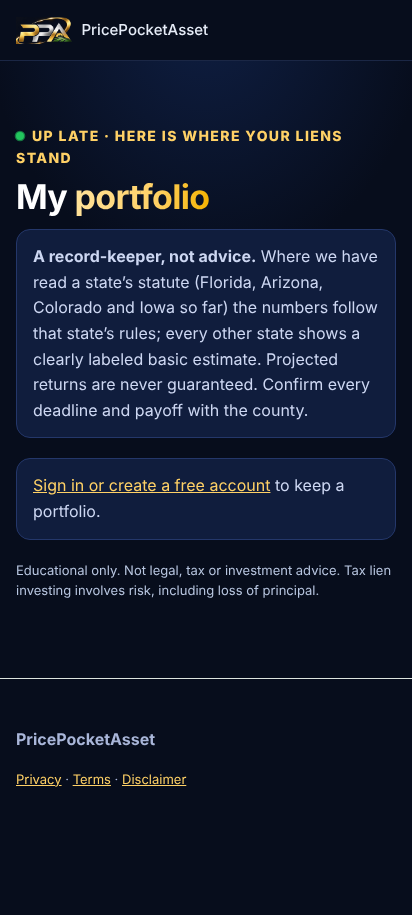 PPA PricePocketAsset
UP LATE · HERE IS WHERE YOUR LIENS
STAND
My portfolio
A record-keeper, not advice. Where we have
read a state’s statute (Florida, Arizona,
Colorado and Iowa so far) the numbers follow
that state’s rules; every other state shows a
clearly labeled basic estimate. Projected
returns are never guaranteed. Confirm every
deadline and payoff with the county.
Sign in or create a free account to keep a
portfolio.
Educational only. Not legal, tax or investment advice. Tax lien
investing involves risk, including loss of principal.
PricePocketAsset
Privacy · Terms · Disclaimer